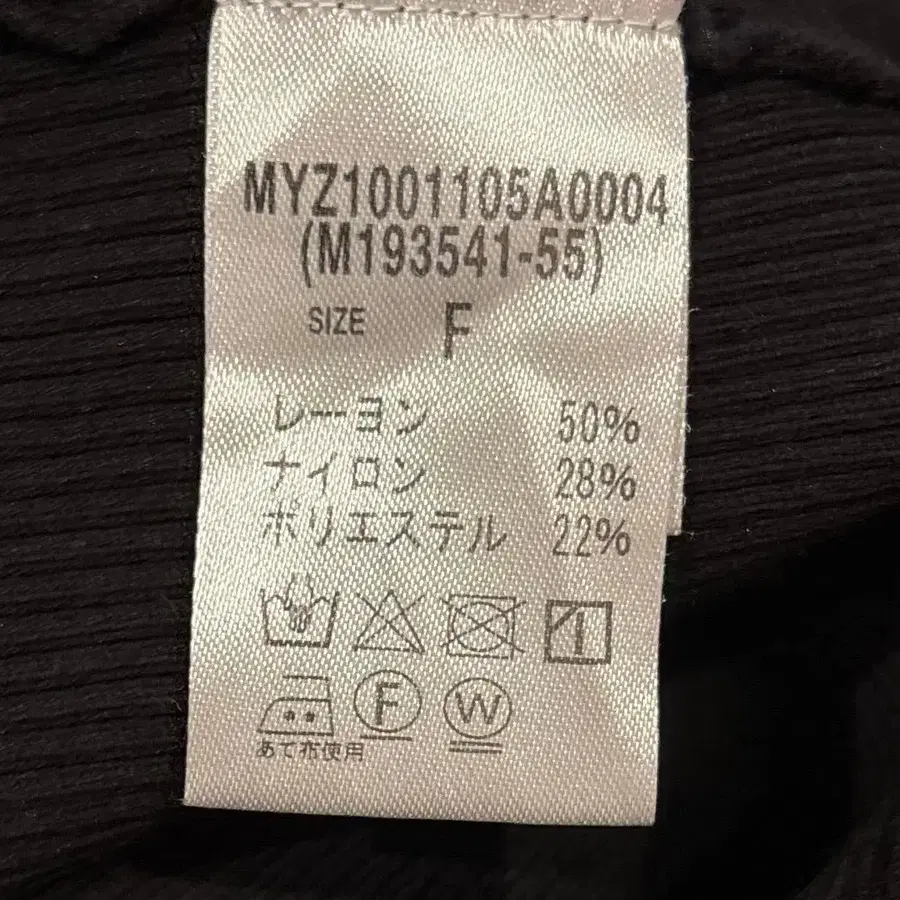 MYZ1001105A0004
(M193541-55)
SIZE F
レーヨン 50%
ナイロン 28%
ポリエステル 22%
F W
あて布使用